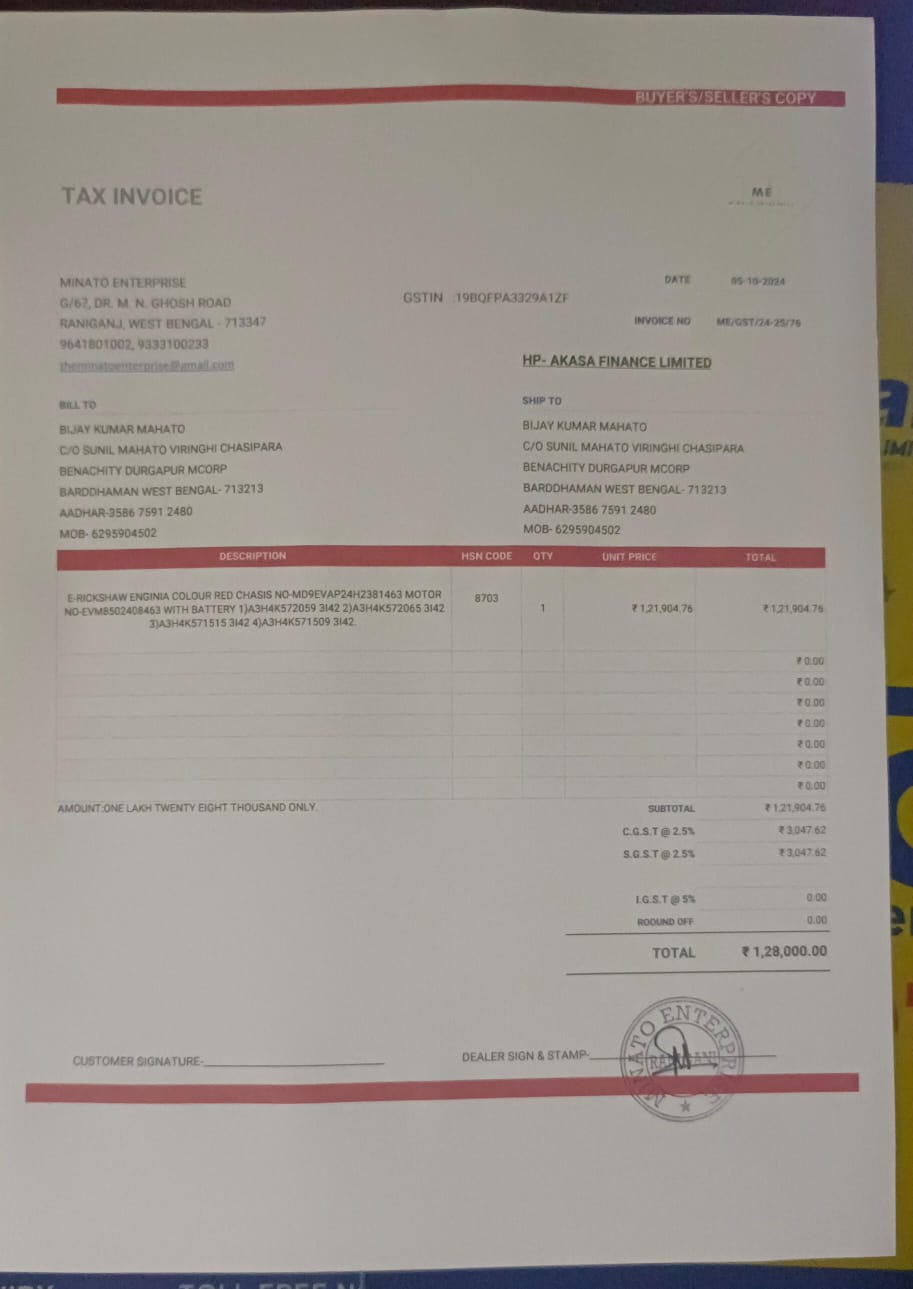 BUYER'S/SELLER'S COPY
TAX INVOICE
ME
MINATO ENTERPRISE
G/67, DR. M. N. GHOSH ROAD
RANIGANJ, WEST BENGAL - 713347
9641801002, 9333100233
theminatoenterprise@gmail.com
GSTIN 19BQFPA3329A1ZF
DATE 05-10-2024
INVOICE NO ME/GST/24-25/76
HP- AKASA FINANCE LIMITED
BILL TO
BIJAY KUMAR MAHATO
C/O SUNIL MAHATO VIRINGHI CHASIPARA
BENACHITY DURGAPUR MCORP
BARDDHAMAN WEST BENGAL- 713213
AADHAR-3586 7591 2480
MOB- 6295904502
SHIP TO
BIJAY KUMAR MAHATO
C/O SUNIL MAHATO VIRINGHI CHASIPARA
BENACHITY DURGAPUR MCORP
BARDDHAMAN WEST BENGAL- 713213
AADHAR-3586 7591 2480
MOB- 6295904502
DESCRIPTION HSN CODE QTY UNIT PRICE TOTAL
E-RICKSHAW ENGINIA COLOUR RED CHASIS NO-MD9EVAP24H2381463 MOTOR
NO-EVM8502408463 WITH BATTERY 1)A3H4K572059 3I42 2)A3H4K572065 3I42
3)A3H4K571515 3I42 4)A3H4K571509 3I42.
8703 1 ₹ 1,21,904.76 ₹ 1,21,904.76
₹ 0.00
₹ 0.00
₹ 0.00
₹ 0.00
₹ 0.00
₹ 0.00
₹ 0.00
AMOUNT:ONE LAKH TWENTY EIGHT THOUSAND ONLY.
SUBTOTAL ₹ 1,21,904.76
C.G.S.T @ 2.5% ₹ 3,047.62
S.G.S.T @ 2.5% ₹ 3,047.62
I.G.S.T @ 5% 0.00
RODUND OFF 0.00
TOTAL ₹ 1,28,000.00
CUSTOMER SIGNATURE-
DEALER SIGN & STAMP-
MINATO ENTERPRISE
TOLL FREE N